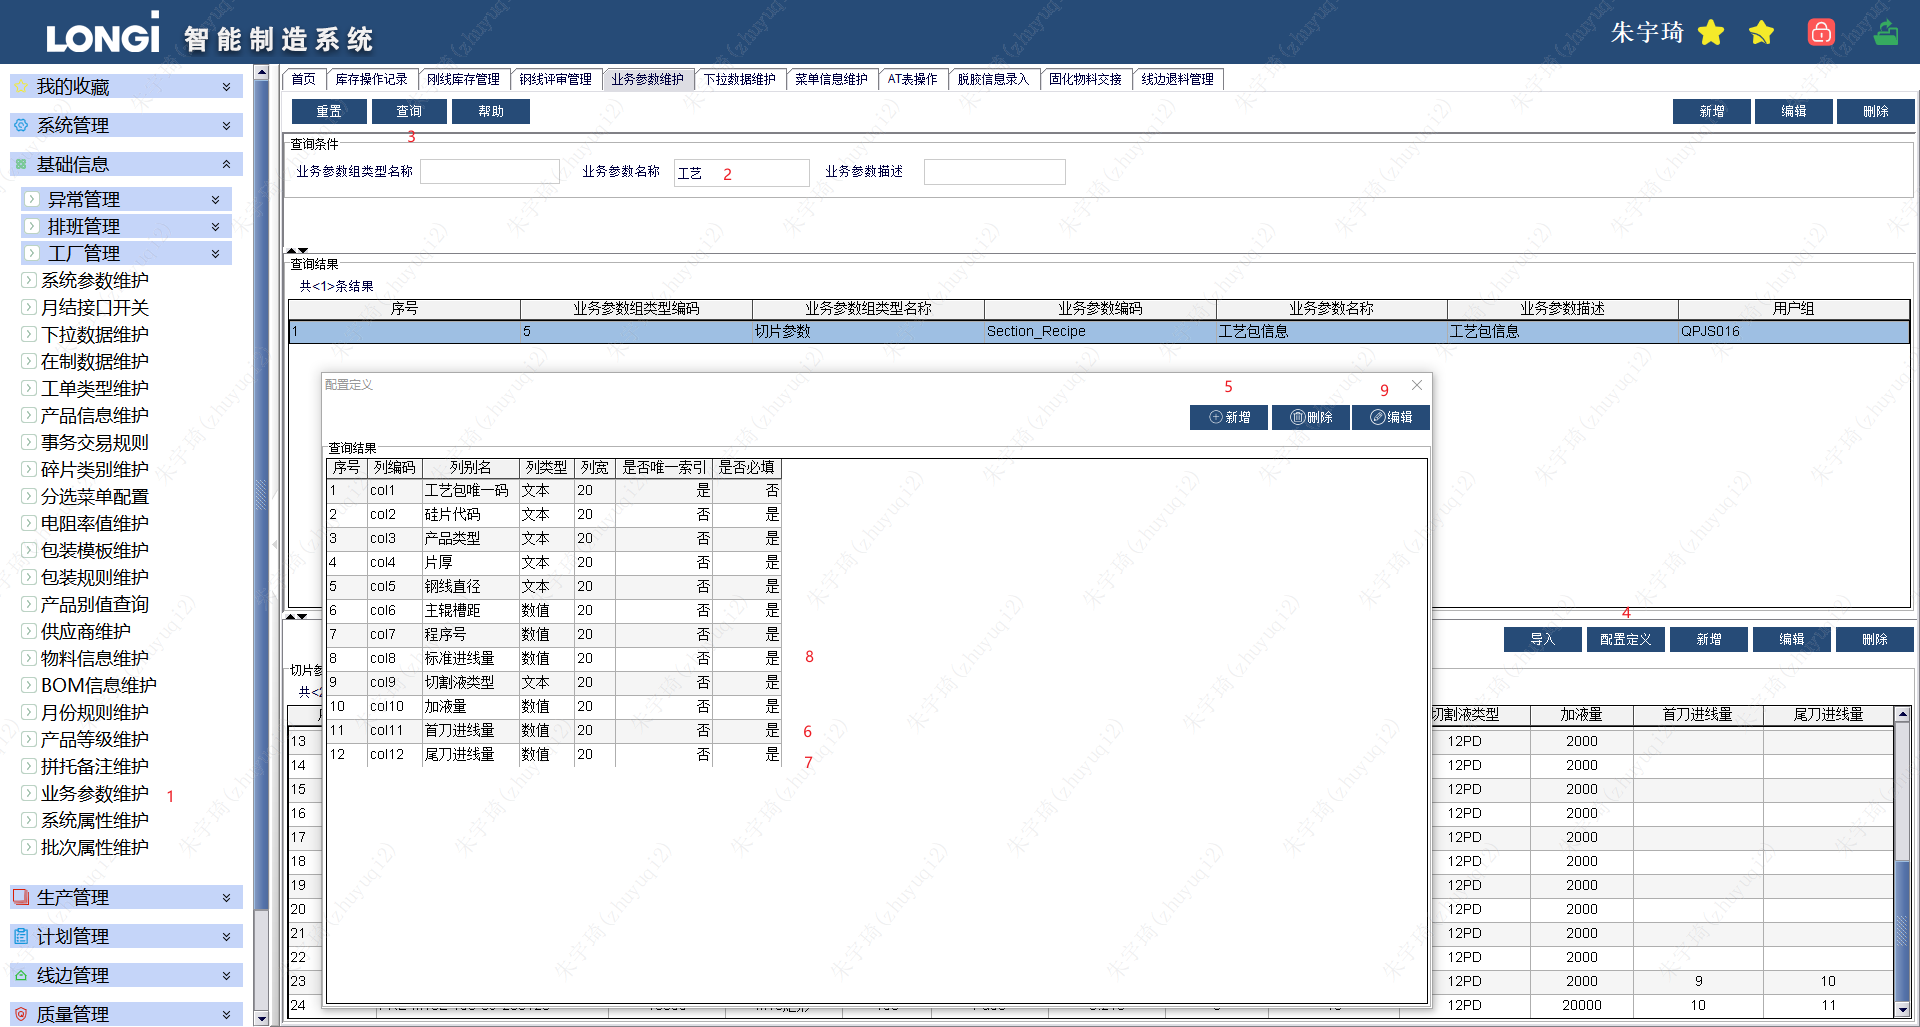 LONGi 智能制造系统
朱宇琦
我的收藏
系统管理
基础信息
异常管理
排班管理
工厂管理
系统参数维护
月结接口开关
下拉数据维护
在制数据维护
工单类型维护
产品信息维护
事务交易规则
碎片类别维护
分选菜单配置
电阻率值维护
包装模板维护
包装规则维护
产品别值查询
供应商维护
物料信息维护
BOM信息维护
月份规则维护
产品等级维护
拼托备注维护
业务参数维护 1
系统属性维护
批次属性维护
生产管理
计划管理
线边管理
质量管理
首页 库存操作记录 刚线库存管理 钢线评审管理 业务参数维护 下拉数据维护 菜单信息维护 AT表操作 脱胶信息录入 固化物料交接 线边退料管理
重置 查询 帮助 新增 编辑 删除
3
查询条件
业务参数组类型名称 业务参数名称 工艺 2 业务参数描述
查询结果
共<1>条结果
序号 业务参数组类型编码 业务参数组类型名称 业务参数编码 业务参数名称 业务参数描述 用户组
1 5 切片参数 Section_Recipe 工艺包信息 工艺包信息 QPJS016
配置定义
5 9
新增 删除 编辑
查询结果
序号 列编码 列别名 列类型 列宽 是否唯一索引 是否必填
1 col1 工艺包唯一码 文本 20 是 否
2 col2 硅片代码 文本 20 否 是
3 col3 产品类型 文本 20 否 是
4 col4 片厚 文本 20 否 是
5 col5 钢线直径 文本 20 否 是
6 col6 主辊槽距 数值 20 否 是
7 col7 程序号 数值 20 否 是
8 col8 标准进线量 数值 20 否 是 8
9 col9 切割液类型 文本 20 否 是
10 col10 加液量 数值 20 否 是
11 col11 首刀进线量 数值 20 否 是 6
12 col12 尾刀进线量 数值 20 否 是 7
4
导入 配置定义 新增 编辑 删除
切片参
共<2
切割液类型 加液量 首刀进线量 尾刀进线量
13 12PD 2000
14 12PD 2000
15 12PD 2000
16 12PD 2000
17 12PD 2000
18 12PD 2000
19 12PD 2000
20 12PD 2000
21 12PD 2000
22 12PD 2000
23 12PD 2000 9 10
24 12PD 20000 10 11
朱宇琦(zhuyuqi2)